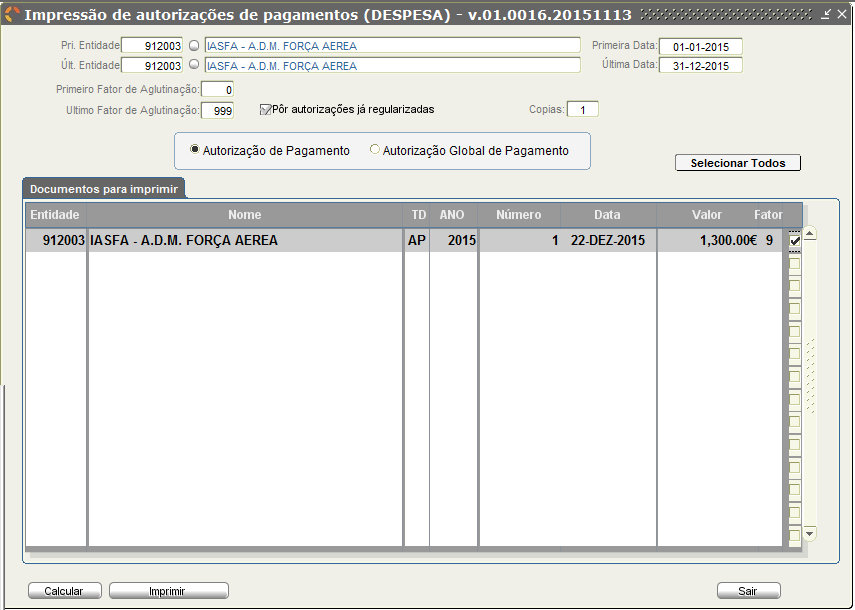 Impressão de autorizações de pagamentos (DESPESA) - v.01.0016.20151113
Pri. Entidade 912003 IASFA - A.D.M. FORÇA AEREA Primeira Data: 01-01-2015
Últ. Entidade 912003 IASFA - A.D.M. FORÇA AEREA Última Data: 31-12-2015
Primeiro Fator de Aglutinação: 0
Ultimo Fator de Aglutinação: 999 Pôr autorizações já regularizadas Copias: 1
Autorização de Pagamento Autorização Global de Pagamento
Selecionar Todos
Documentos para imprimir
Entidade Nome TD ANO Número Data Valor Fator
912003 IASFA - A.D.M. FORÇA AEREA AP 2015 1 22-DEZ-2015 1,300.00€ 9
Calcular Imprimir Sair